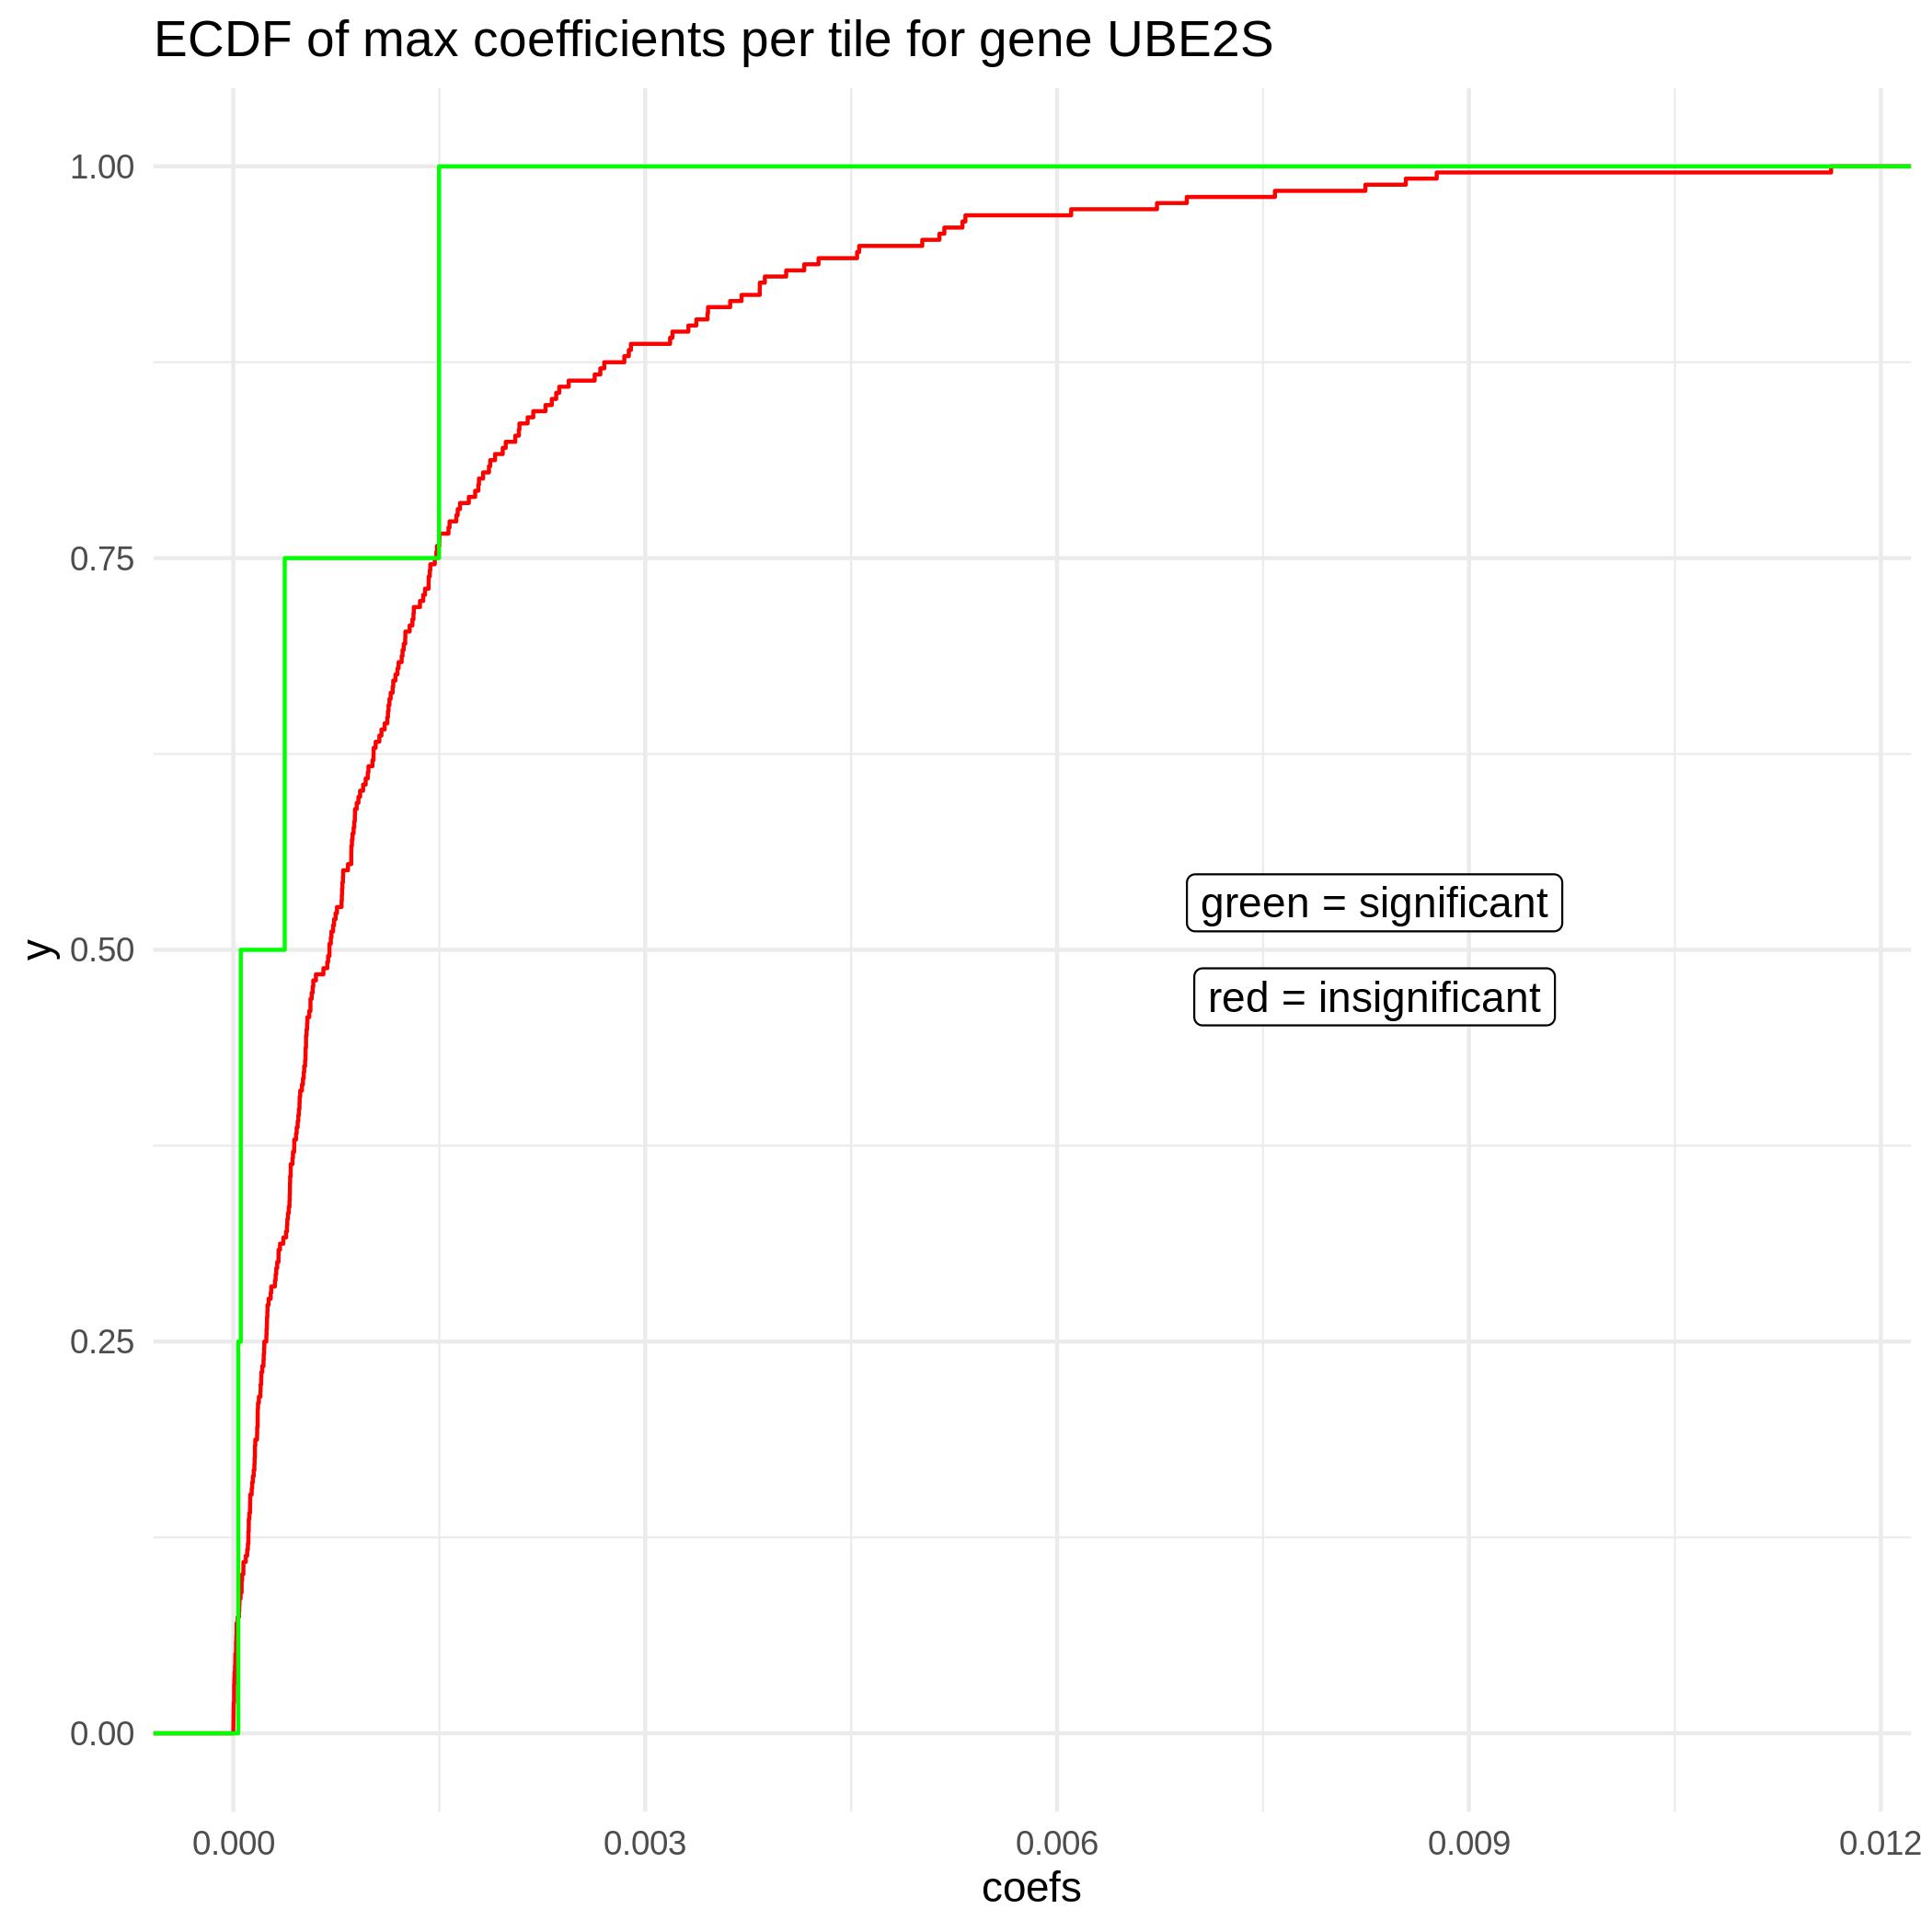 ECDF of max coefficients per tile for gene UBE2S
1.00
0.75
0.50
0.25
0.00
y
green = significant
red = insignificant
0.000 0.003 0.006 0.009 0.012
coefs